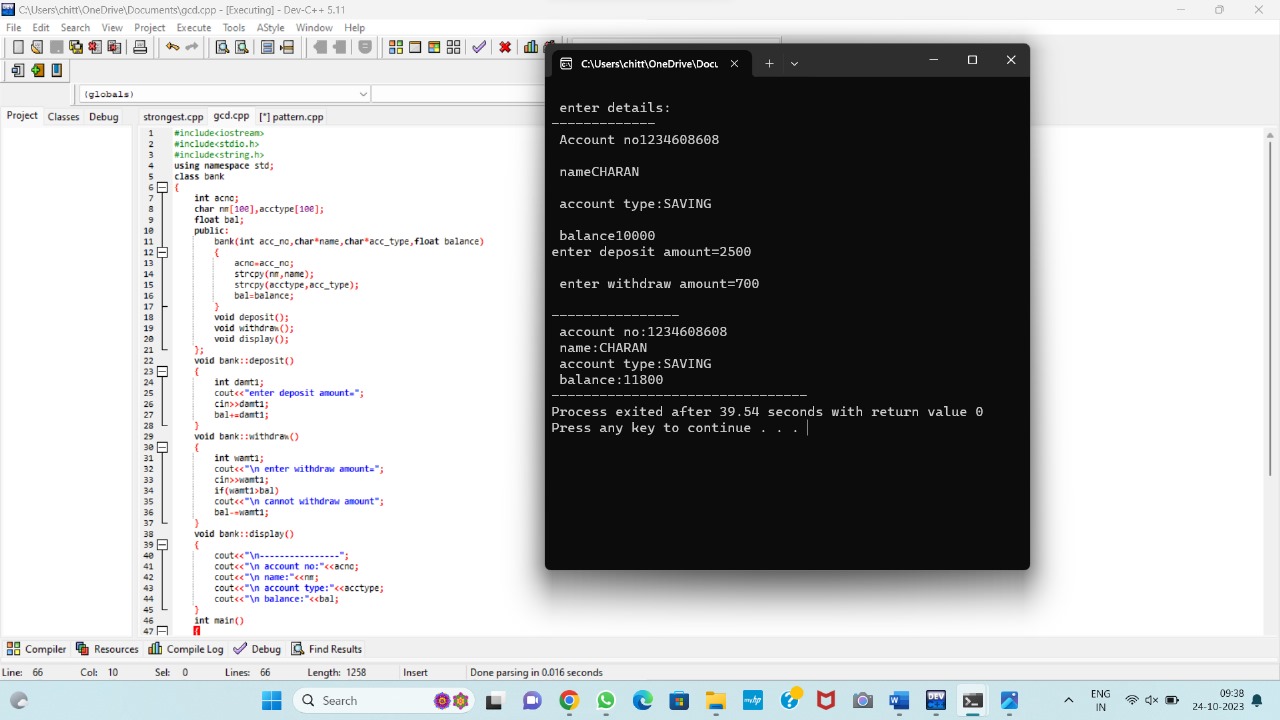 C:\Users\chitt\OneDrive\Documents\gcd.cpp - [Executing] - Dev-C++ 5.11
File Edit Search View Project Execute Tools AStyle Window Help
(globals)
Project Classes Debug
strongest.cpp gcd.cpp [*] pattern.cpp
1 #include<iostream>
2 #include<stdio.h>
3 #include<string.h>
4 using namespace std;
5 class bank
6 {
7 int acno;
8 char nm[100],acctype[100];
9 float bal;
10 public:
11 bank(int acc_no,char*name,char*acc_type,float balance)
12 {
13 acno=acc_no;
14 strcpy(nm,name);
15 strcpy(acctype,acc_type);
16 bal=balance;
17 }
18 void deposit();
19 void withdraw();
20 void display();
21 };
22 void bank::deposit()
23 {
24 int damt1;
25 cout<<"enter deposit amount=";
26 cin>>damt1;
27 bal+=damt1;
28 }
29 void bank::withdraw()
30 {
31 int wamt1;
32 cout<<"\n enter withdraw amount=";
33 cin>>wamt1;
34 if(wamt1>bal)
35 cout<<"\n cannot withdraw amount";
36 bal-=wamt1;
37 }
38 void bank::display()
39 {
40 cout<<"\n----------------";
41 cout<<"\n account no:"<<acno;
42 cout<<"\n name:"<<nm;
43 cout<<"\n account type:"<<acctype;
44 cout<<"\n balance:"<<bal;
45 }
46 int main()
47 {
C:\Users\chitt\OneDrive\Docu
enter details:
-------------
Account no1234608608
nameCHARAN
account type:SAVING
balance10000
enter deposit amount=2500
enter withdraw amount=700
----------------
account no:1234608608
name:CHARAN
account type:SAVING
balance:11800
--------------------------------
Process exited after 39.54 seconds with return value 0
Press any key to continue . . .
Compiler Resources Compile Log Debug Find Results
Line: 66 Col: 10 Sel: 0 Lines: 66 Length: 1258 Insert Done parsing in 0.016 seconds
Search
DEV
ENG
IN
09:38
24-10-2023